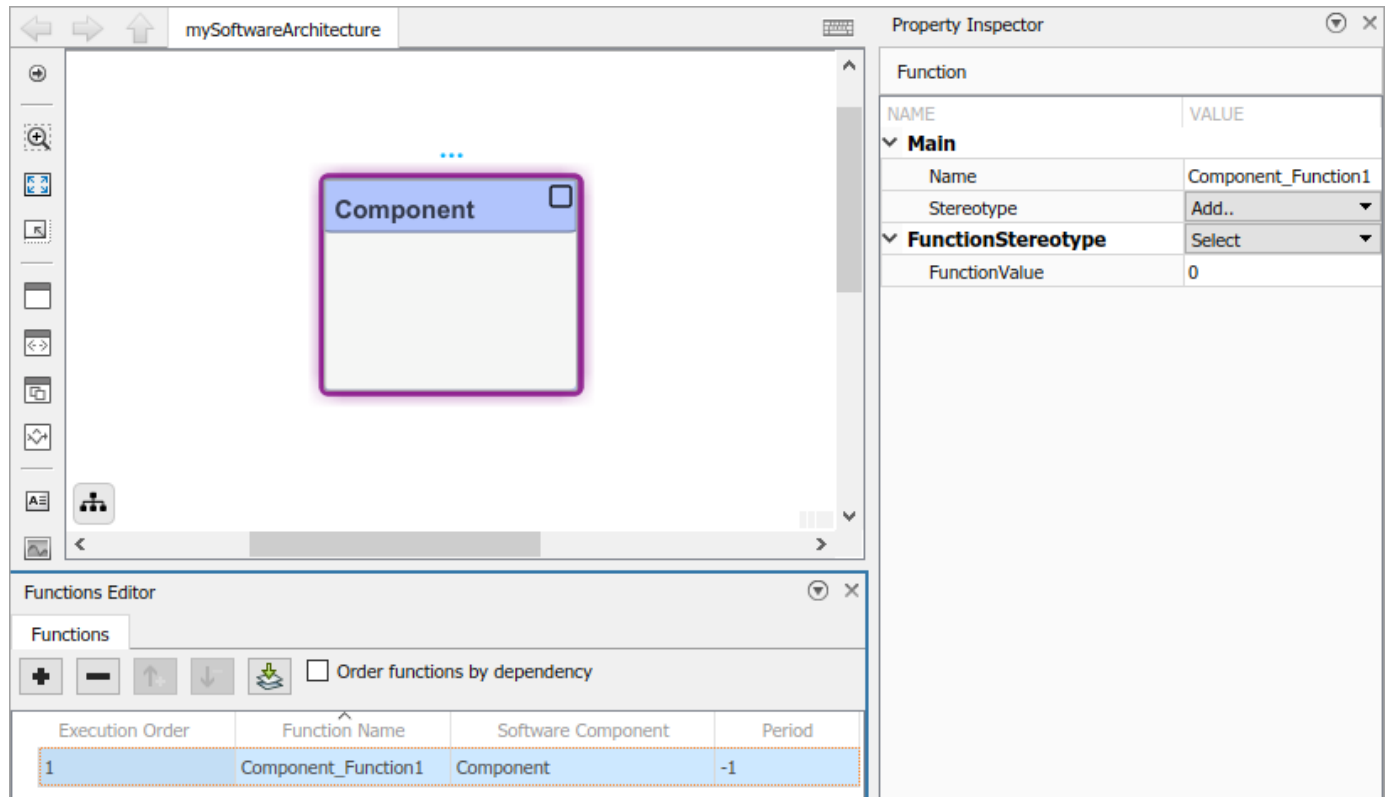 mySoftwareArchitecture
Component
Functions Editor
Functions
Order functions by dependency
Execution Order Function Name Software Component Period
1 Component_Function1 Component -1
Property Inspector
Function
NAME VALUE
Main
Name Component_Function1
Stereotype Add..
FunctionStereotype Select
FunctionValue 0